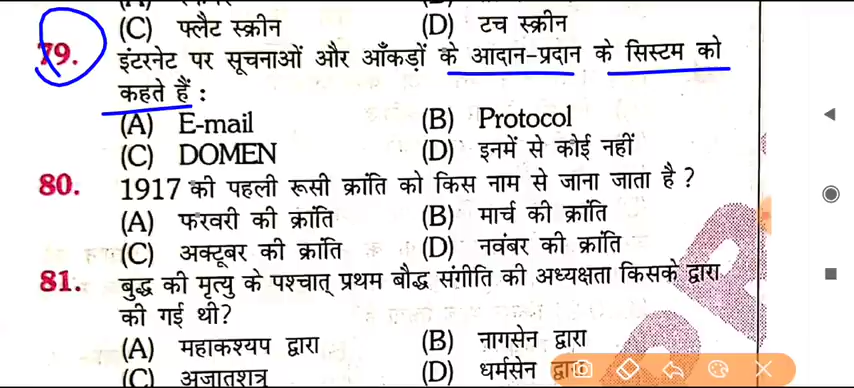 (C) फ्लैट स्क्रीन (D) टच स्क्रीन
79. इंटरनेट पर सूचनाओं और आँकड़ों के आदान-प्रदान के सिस्टम को
कहते हैं :
(A) E-mail (B) Protocol
(C) DOMEN (D) इनमें से कोई नहीं
80. 1917 की पहली रूसी क्रांति को किस नाम से जाना जाता है ?
(A) फरवरी की क्रांति (B) मार्च की क्रांति
(C) अक्टूबर की क्रांति (D) नवंबर की क्रांति
81. बुद्ध की मृत्यु के पश्चात् प्रथम बौद्ध संगीति की अध्यक्षता किसके द्वारा
की गई थी?
(A) महाकश्यप द्वारा (B) नागसेन द्वारा
(C) अजातशत्रु (D) धर्मसेन द्वारा